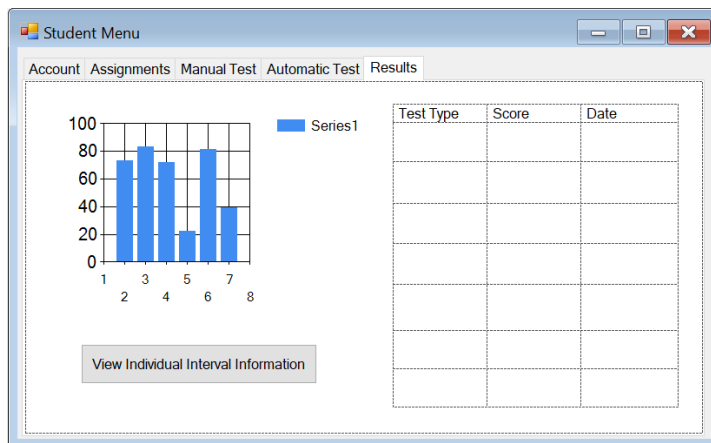 Student Menu
Account Assignments Manual Test Automatic Test Results
100
80
60
40
20
0
1 3 5 7
2 4 6 8
Series1
View Individual Interval Information
Test Type Score Date